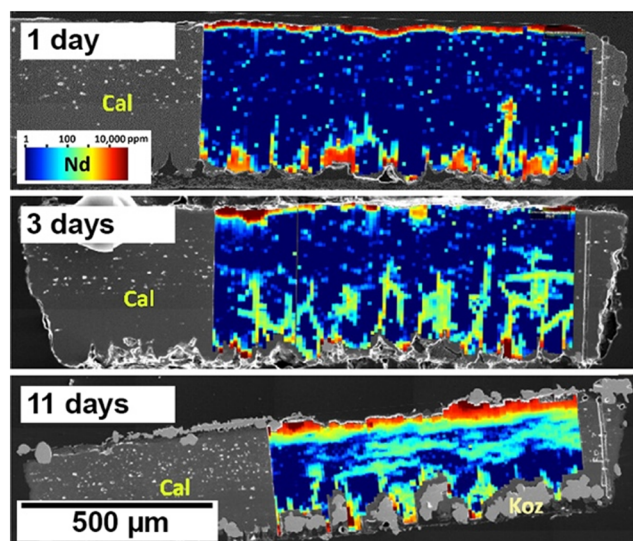 1 day
Cal
1 100 10,000 ppm
Nd
3 days
Cal
11 days
Cal
500 µm
Koz